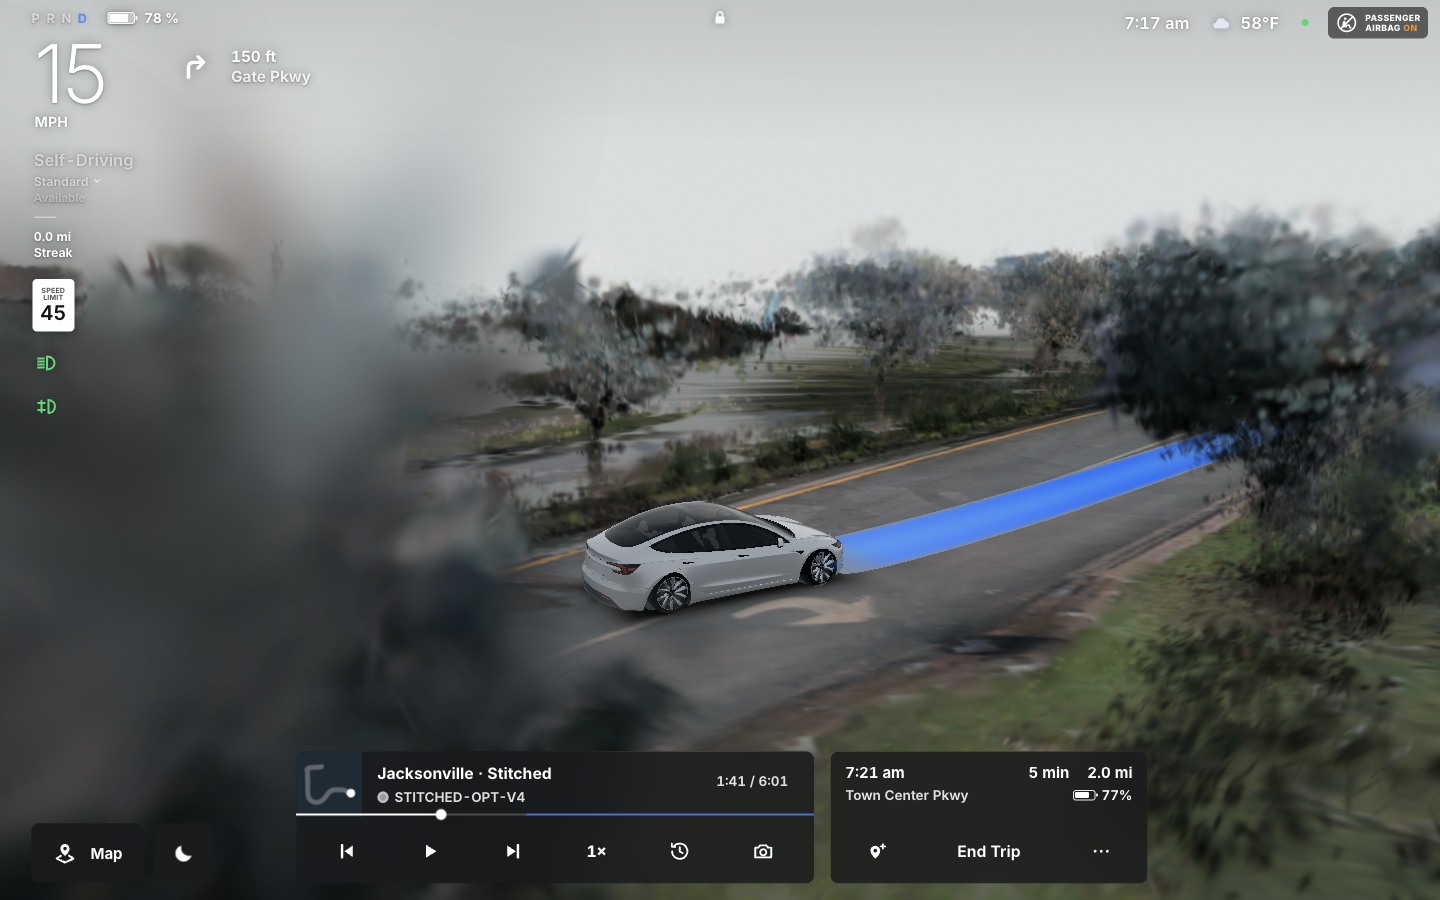 P R N D
78 %
7:17 am
58°F
PASSENGER
AIRBAG ON
15
MPH
150 ft
Gate Pkwy
Self-Driving
Standard
Available
0.0 mi
Streak
SPEED
LIMIT
45
Jacksonville · Stitched
STITCHED-OPT-V4
1:41 / 6:01
1×
7:21 am
5 min
2.0 mi
Town Center Pkwy
77%
End Trip
Map